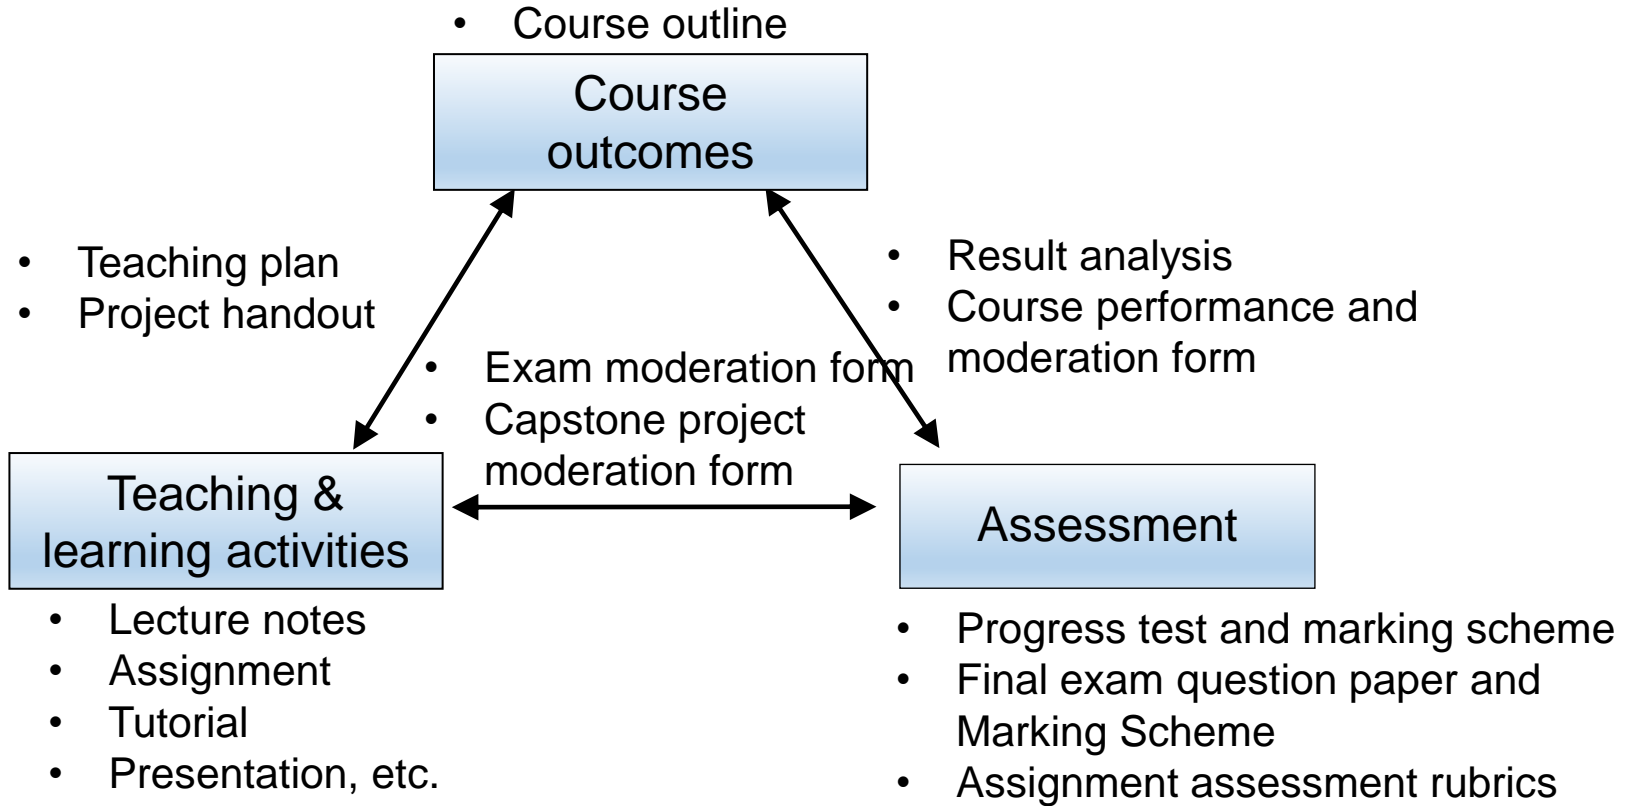 • Course outline
Course
outcomes
• Teaching plan
• Project handout
• Result analysis
• Course performance and
moderation form
• Exam moderation form
• Capstone project
moderation form
Teaching &
learning activities
Assessment
• Lecture notes
• Assignment
• Tutorial
• Presentation, etc.
• Progress test and marking scheme
• Final exam question paper and
Marking Scheme
• Assignment assessment rubrics